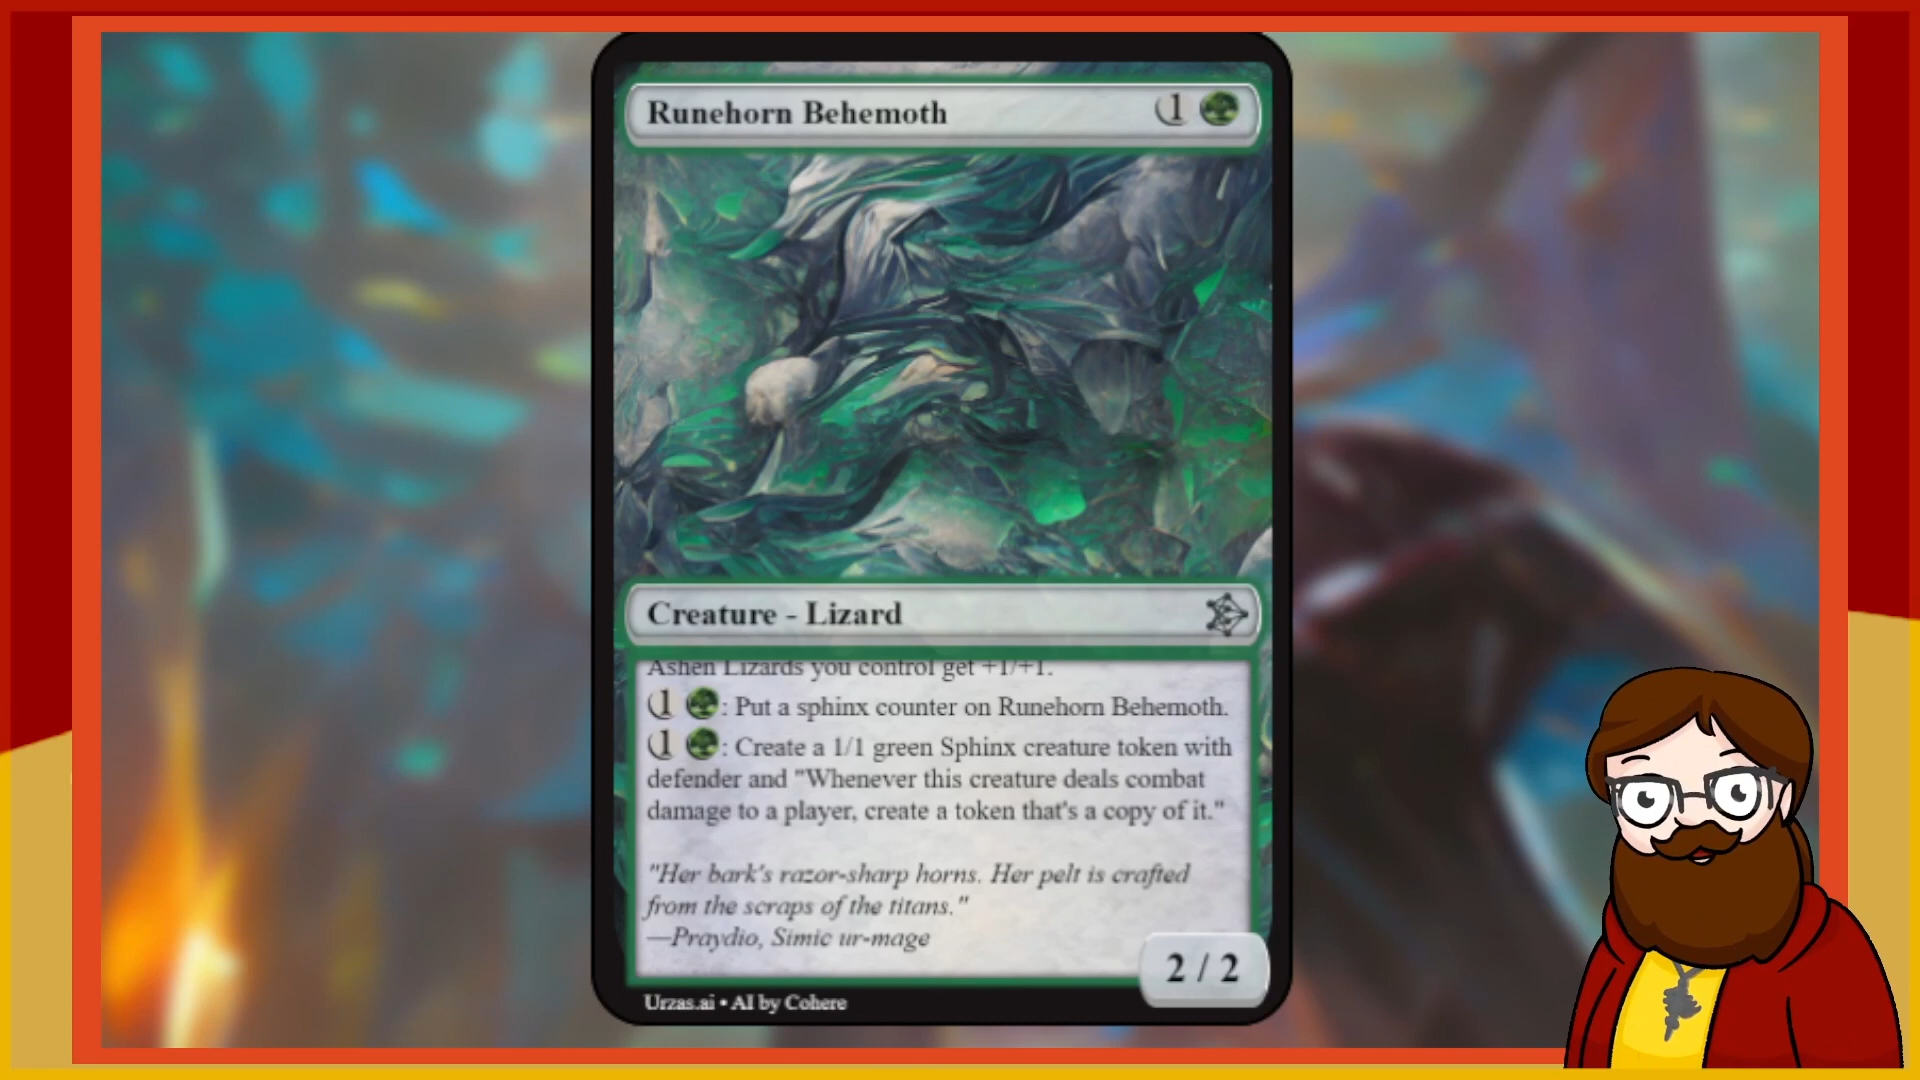 Runehorn Behemoth 1
Creature - Lizard
Ashen Lizards you control get +1/+1.
1 : Put a sphinx counter on Runehorn Behemoth.
1 : Create a 1/1 green Sphinx creature token with
defender and "Whenever this creature deals combat
damage to a player, create a token that's a copy of it."
"Her bark's razor-sharp horns. Her pelt is crafted
from the scraps of the titans."
—Praydio, Simic ur-mage
2 / 2
Urzas.ai • AI by Cohere